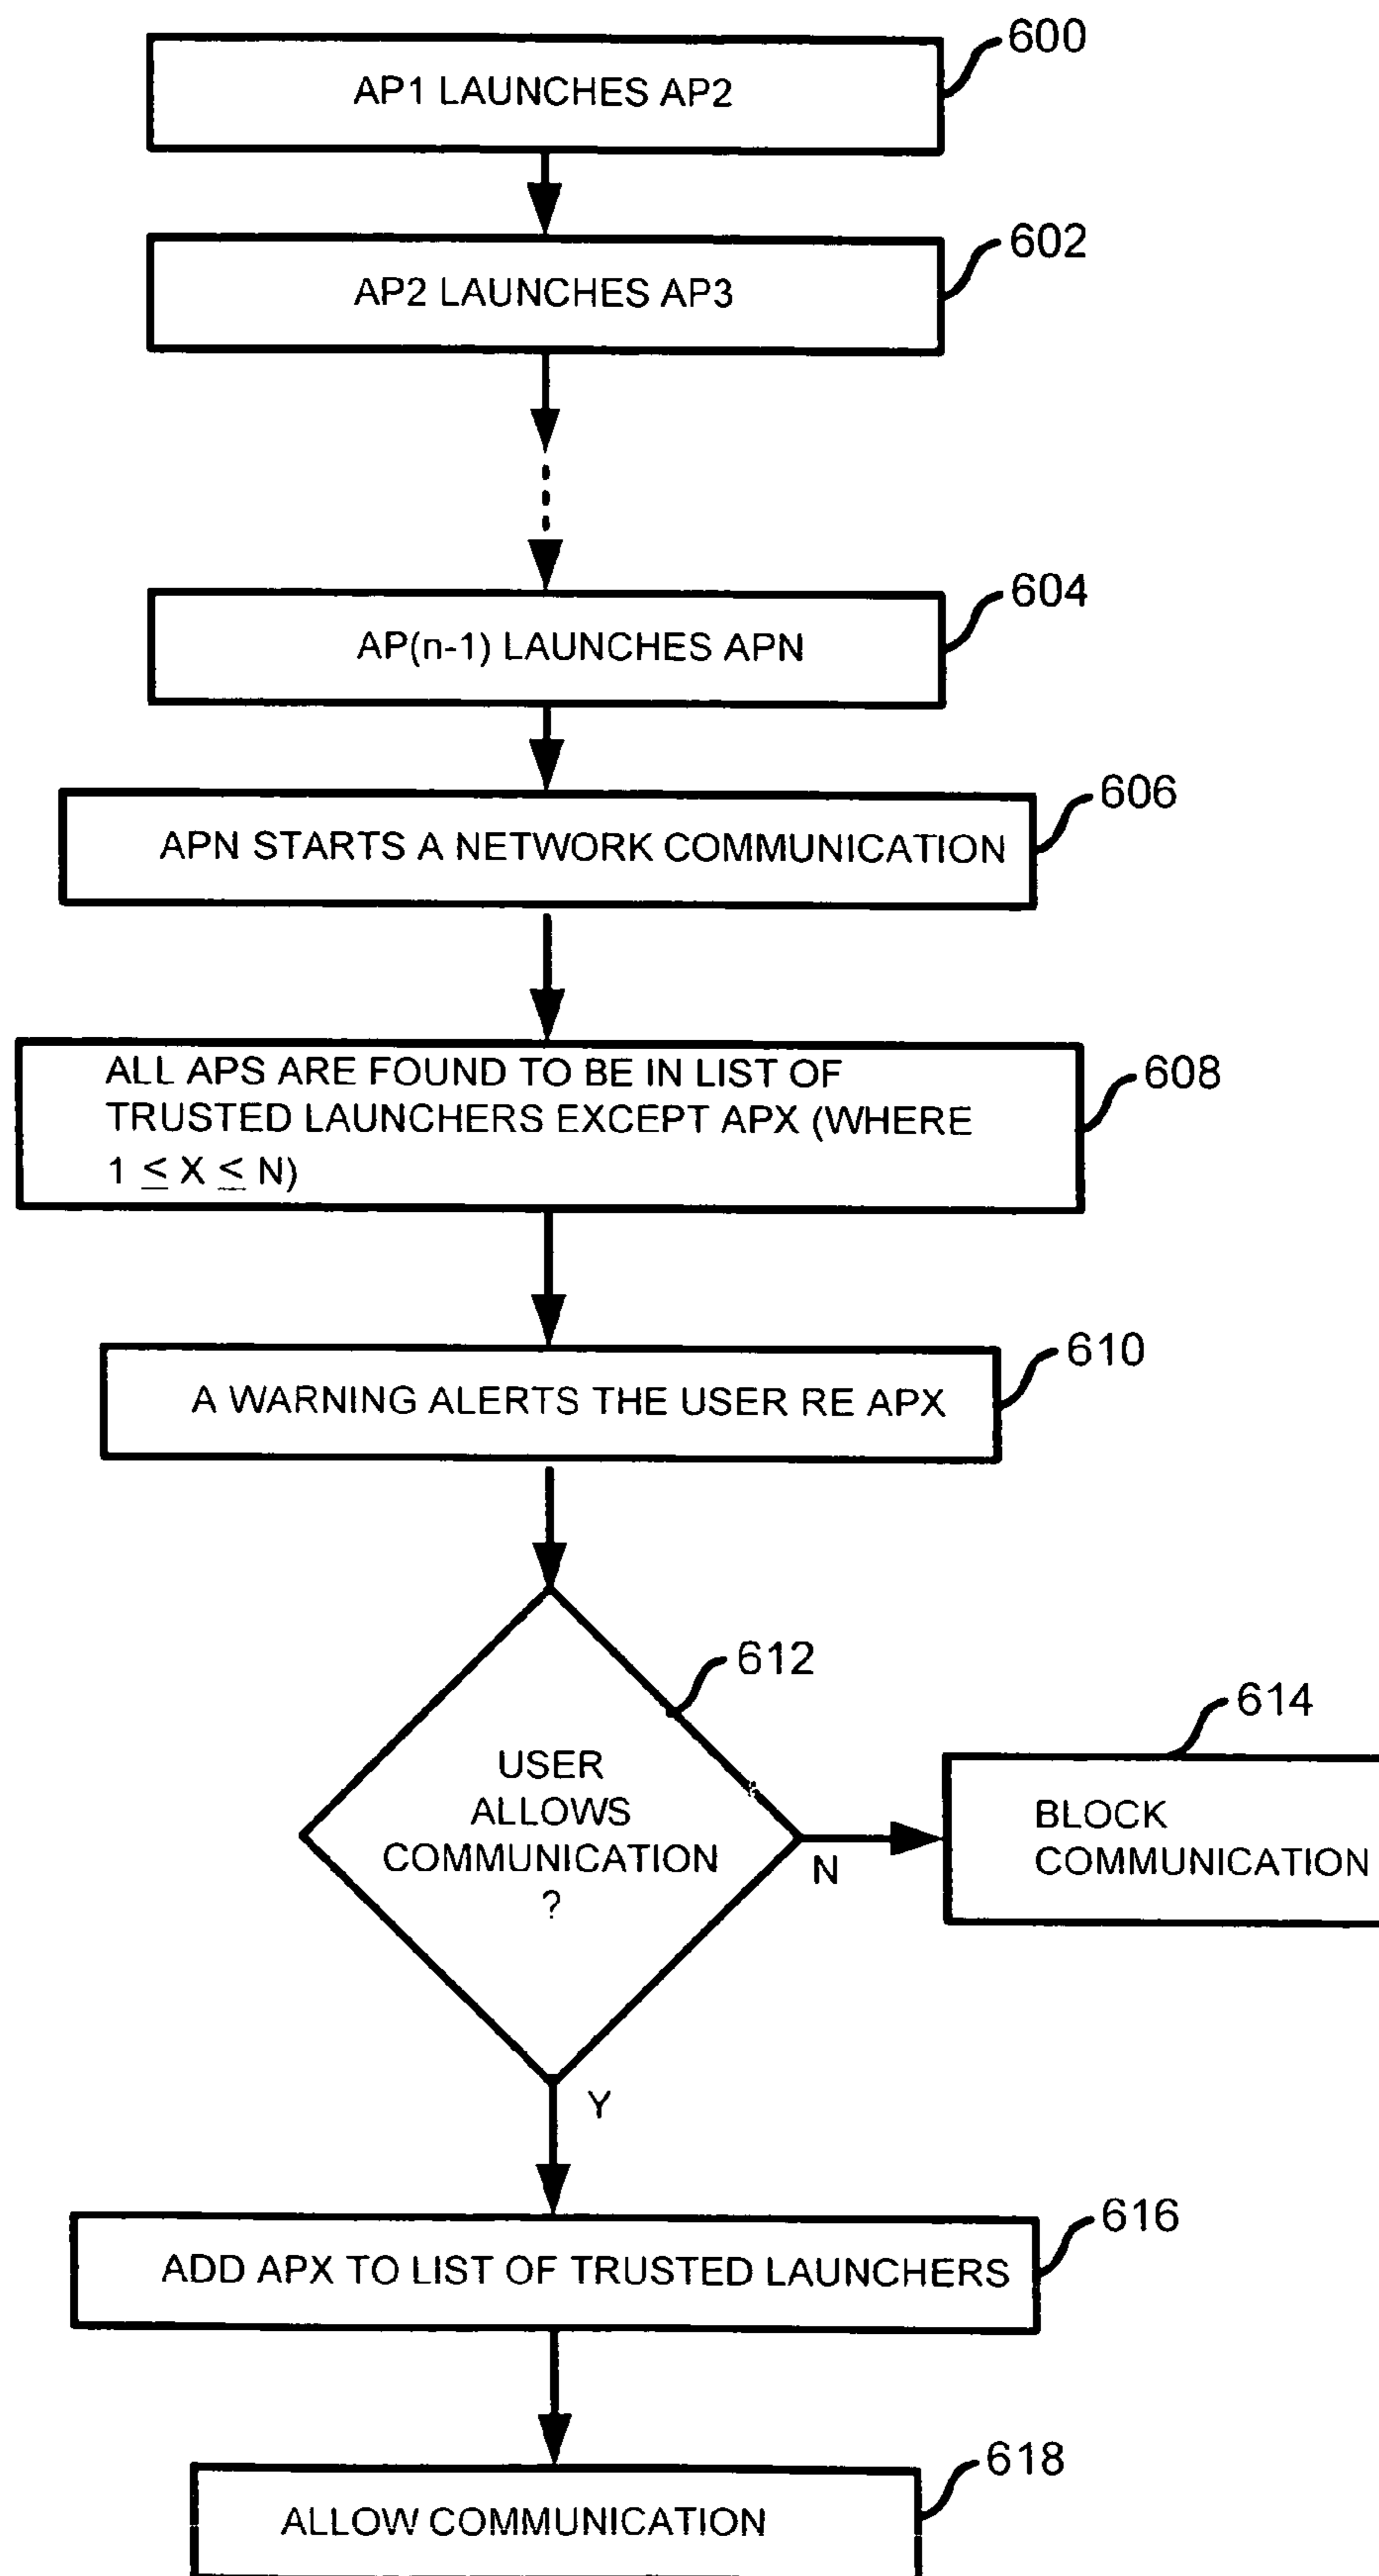 600
AP1 LAUNCHES AP2
602
AP2 LAUNCHES AP3
604
AP(n-1) LAUNCHES APN
606
APN STARTS A NETWORK COMMUNICATION
608
ALL APS ARE FOUND TO BE IN LIST OF
TRUSTED LAUNCHERS EXCEPT APX (WHERE
1 ≤ X ≤ N)
610
A WARNING ALERTS THE USER RE APX
612
USER
ALLOWS
COMMUNICATION
?
N
614
BLOCK
COMMUNICATION
Y
616
ADD APX TO LIST OF TRUSTED LAUNCHERS
618
ALLOW COMMUNICATION